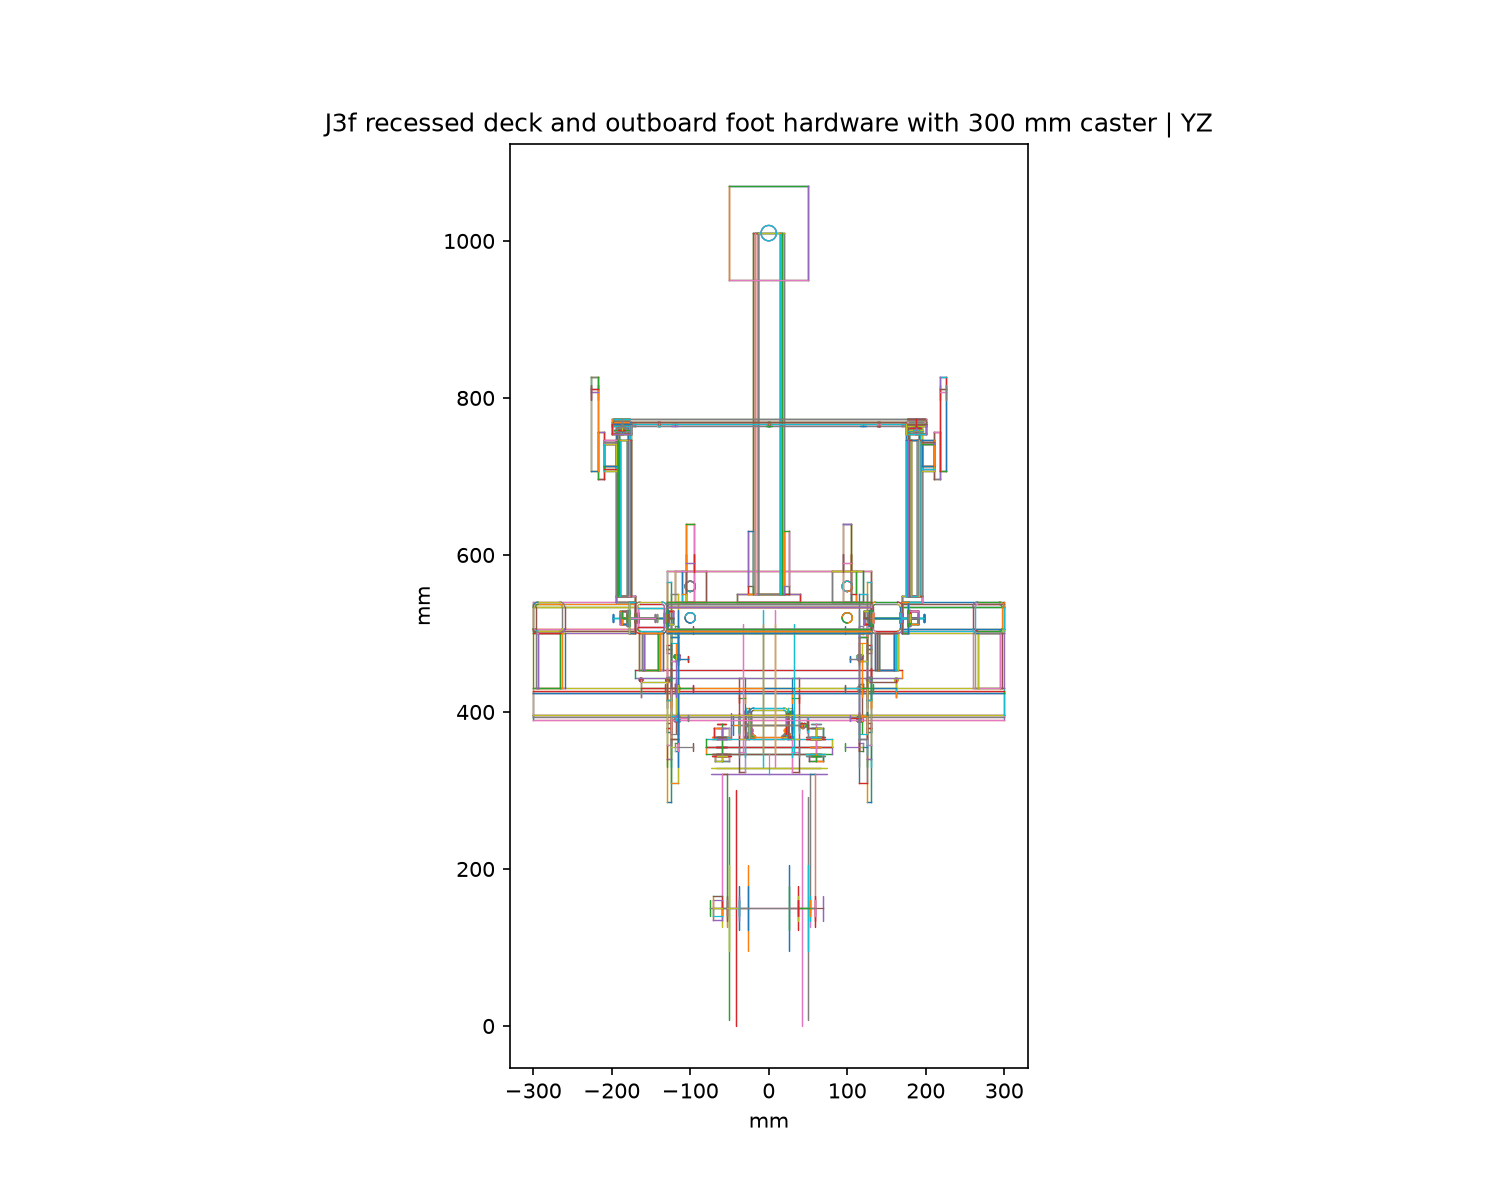 J3f recessed deck and outboard foot hardware with 300 mm caster | YZ
1000
800
600
400
200
0
mm
−300 −200 −100 0 100 200 300
mm